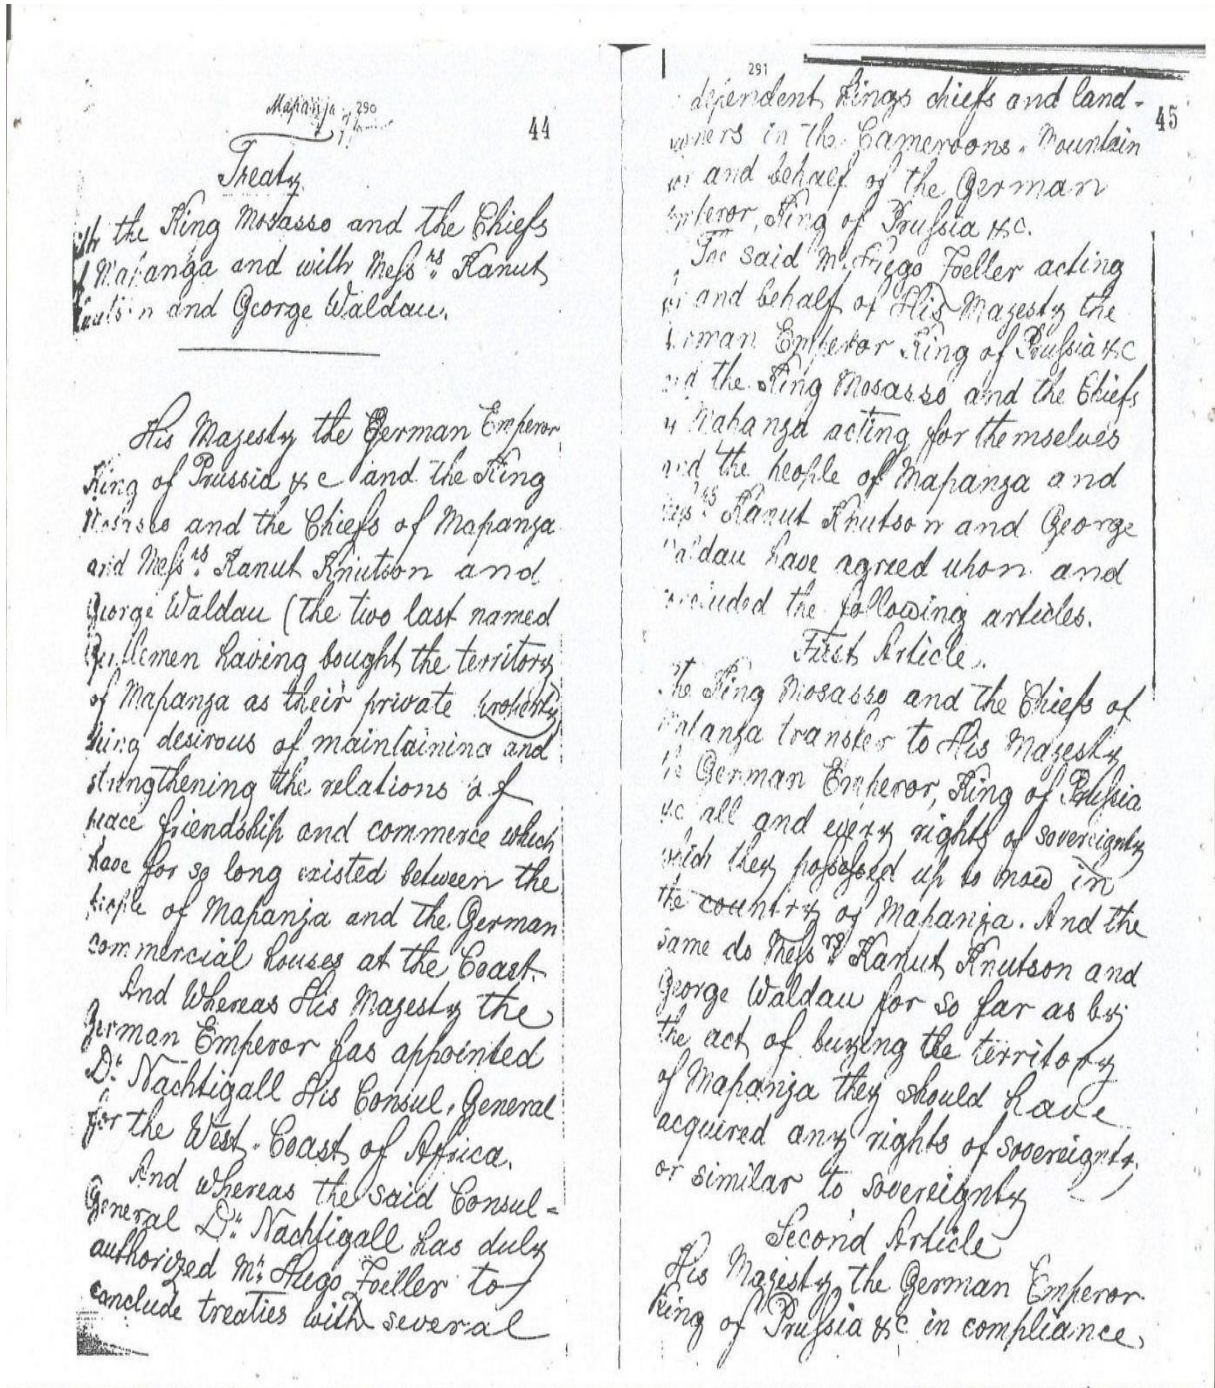 Mapanja 290
44
Treaty
the King Mosasso and the Chiefs
Mapanga and with Messrs Kanut
and George Waldau.
His Majesty the German Emperor
King of Prussia &c and the King
Mosasso and the Chiefs of Mapanja
and Messrs Kanut Knutson and
George Waldau (the two last named
Gentlemen having bought the territory
of Mapanja as their private property
being desirous of maintaining and
strengthening the relations of
peace friendship and commerce which
have for so long existed between the
people of Mapanja and the German
commercial houses at the Coast
And Whereas His Majesty the
German Emperor has appointed
Dr Nachtigall His Consul, General
for the West-Coast of Africa.
And whereas the said Consul-
General Dr Nachtigall has duly
authorized Mr Hugo Zoeller to
conclude treaties with several
291
45
dependent Kings chiefs and land-
owners in the Cameroons-Mountain
for and behalf of the German
Emperor, King of Prussia &c.
The said Mr Hugo Zoeller acting
for and behalf of His Majesty the
German Emperor King of Prussia &c
and the King Mosasso and the Chiefs
of Mapanja acting for themselves
and the people of Mapanja and
Messrs Kanut Knutson and George
Waldau have agreed upon and
concluded the following articles.
First Article.
The King Mosasso and the Chiefs of
Mapanja transfer to His Majesty
the German Emperor, King of Prussia
&c all and every rights of sovereignty
which they possessed up to now in
the country of Mapanja. And the
same do Messrs Kanut Knutson and
George Waldau for so far as by
the act of buying the territory
of Mapanja they should have
acquired any rights of sovereignty,
or similar to sovereignty
Second Article
His Majesty the German Emperor
King of Prussia &c in compliance